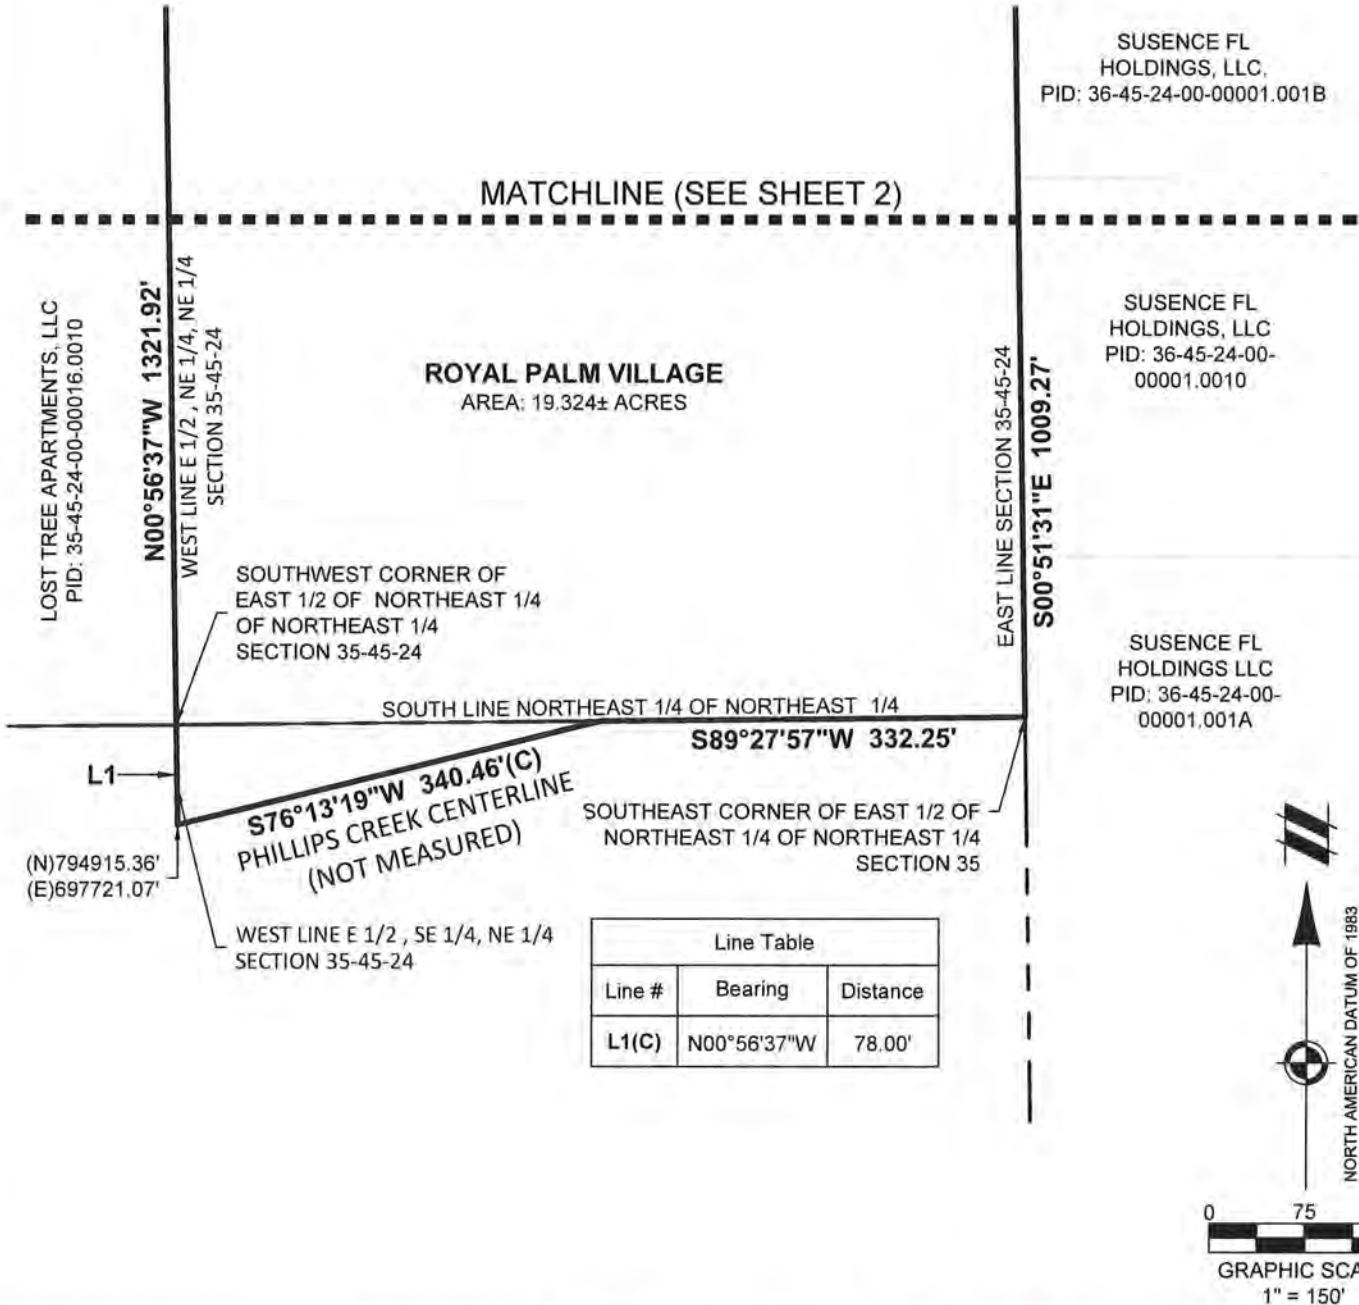 SUSENCE FL
HOLDINGS, LLC.
PID: 36-45-24-00-00001.001B
MATCHLINE (SEE SHEET 2)
LOST TREE APARTMENTS, LLC
PID: 35-45-24-00-00016.0010
N00°56'37"W 1321.92'
WEST LINE E 1/2 , NE 1/4, NE 1/4
SECTION 35-45-24
ROYAL PALM VILLAGE
AREA: 19.324± ACRES
EAST LINE SECTION 35-45-24
S00°51'31"E 1009.27'
SUSENCE FL
HOLDINGS, LLC
PID: 36-45-24-00-
00001.0010
SOUTHWEST CORNER OF
EAST 1/2 OF NORTHEAST 1/4
OF NORTHEAST 1/4
SECTION 35-45-24
SUSENCE FL
HOLDINGS LLC
PID: 36-45-24-00-
00001.001A
SOUTH LINE NORTHEAST 1/4 OF NORTHEAST 1/4
S89°27'57"W 332.25'
L1
S76°13'19"W 340.46'(C)
PHILLIPS CREEK CENTERLINE
(NOT MEASURED)
SOUTHEAST CORNER OF EAST 1/2 OF
NORTHEAST 1/4 OF NORTHEAST 1/4
SECTION 35
(N)794915.36'
(E)697721.07'
WEST LINE E 1/2 , SE 1/4, NE 1/4
SECTION 35-45-24
Line Table
Line # Bearing Distance
L1(C) N00°56'37"W 78.00'
NORTH AMERICAN DATUM OF 1983
0 75
GRAPHIC SCA
1" = 150'